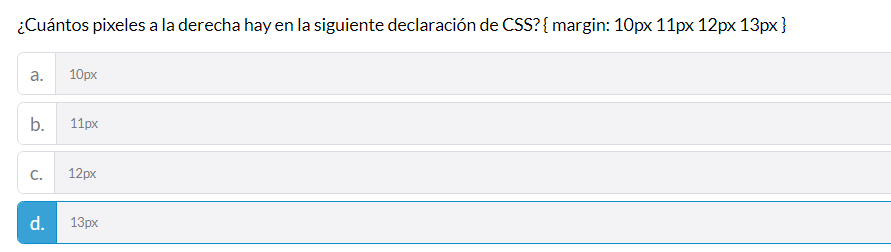 ¿Cuántos pixeles a la derecha hay en la siguiente declaración de CSS? { margin: 10px 11px 12px 13px }
a. 10px
b. 11px
c. 12px
d. 13px